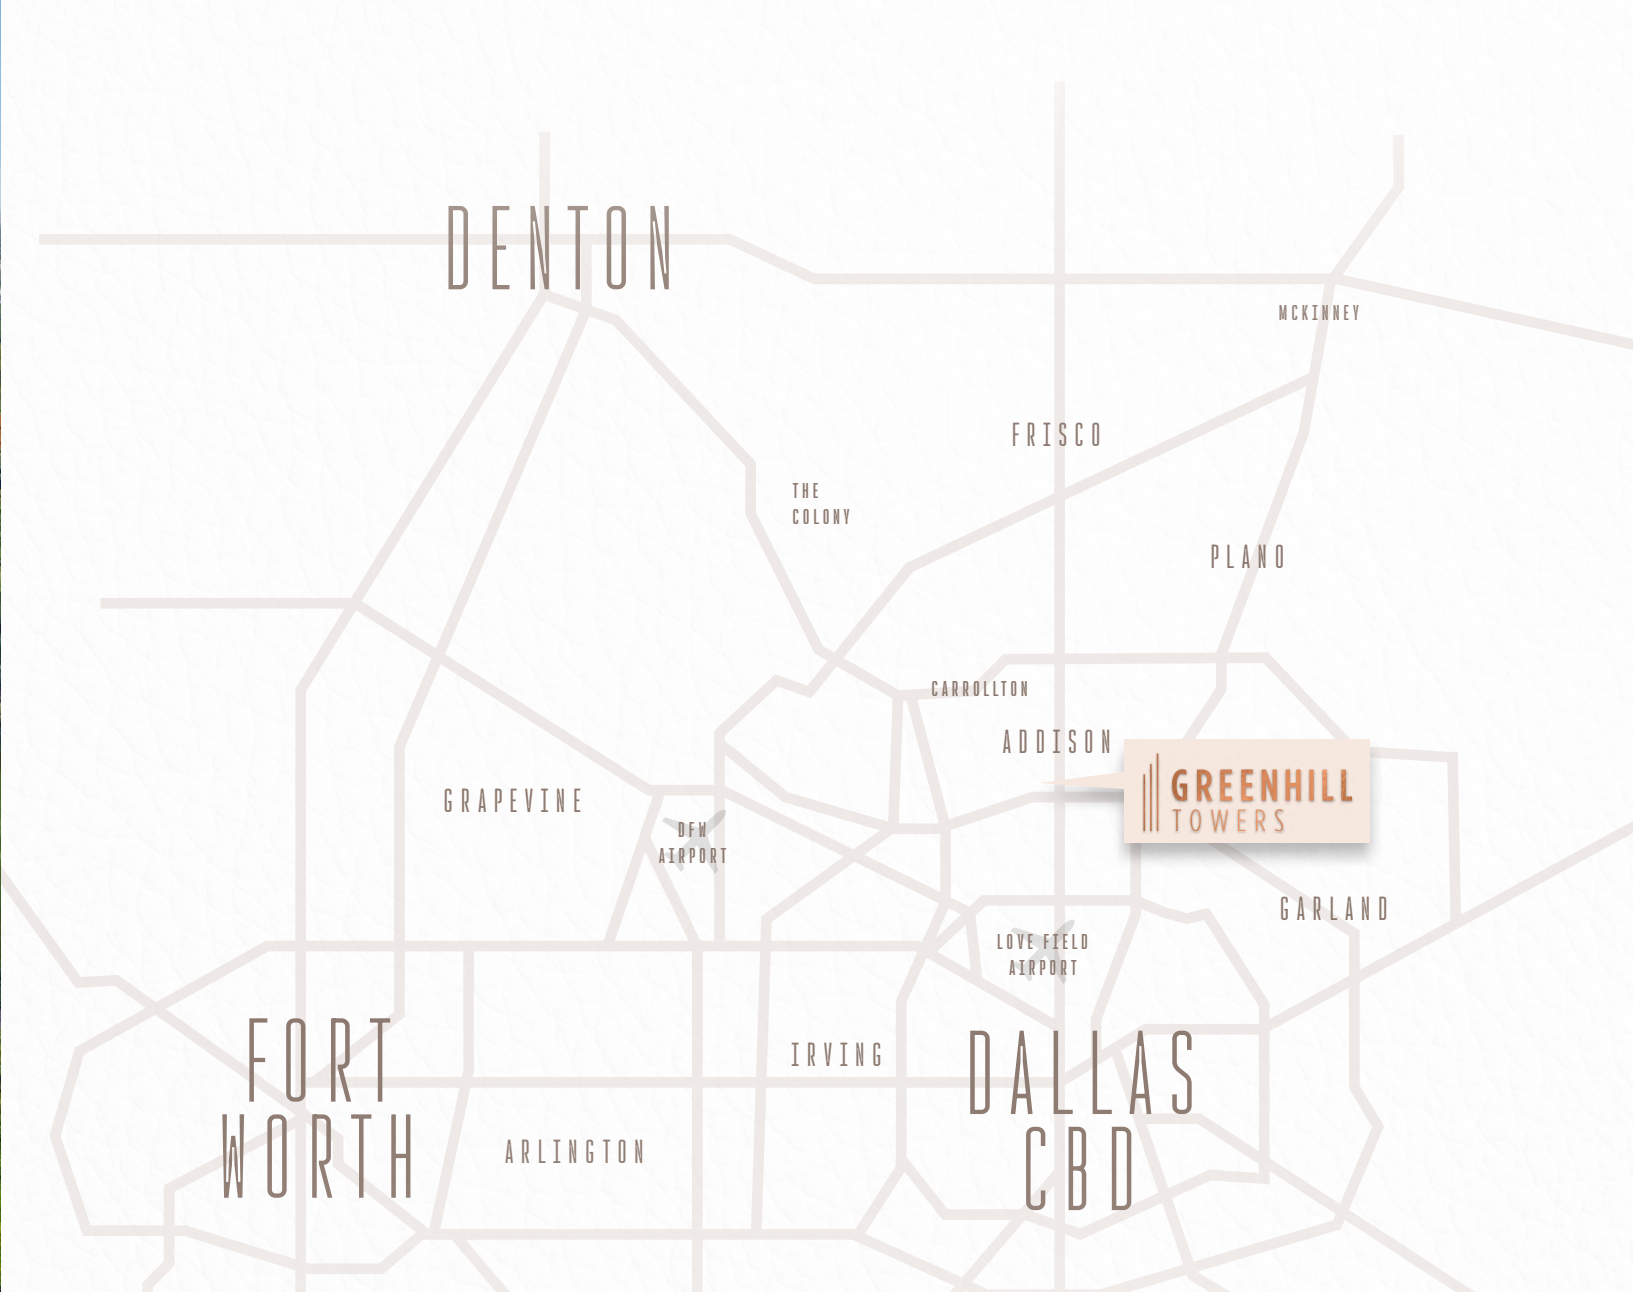 DENTON
MCKINNEY
FRISCO
THE
COLONY
PLANO
CARROLLTON
ADDISON
GREENHILL
TOWERS
GRAPEVINE
DFW
AIRPORT
GARLAND
LOVE FIELD
AIRPORT
FORT
WORTH
IRVING
DALLAS
CBD
ARLINGTON